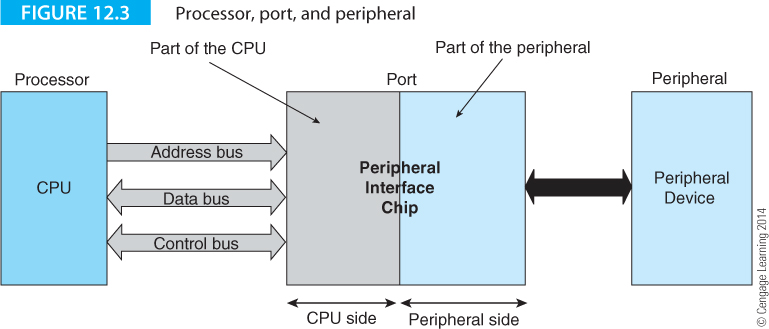 FIGURE 12.3 Processor, port, and peripheral
Part of the CPU
Part of the peripheral
Processor
Port
Peripheral
CPU
Address bus
Data bus
Control bus
Peripheral
Interface
Chip
Peripheral
Device
CPU side
Peripheral side
© Cengage Learning 2014